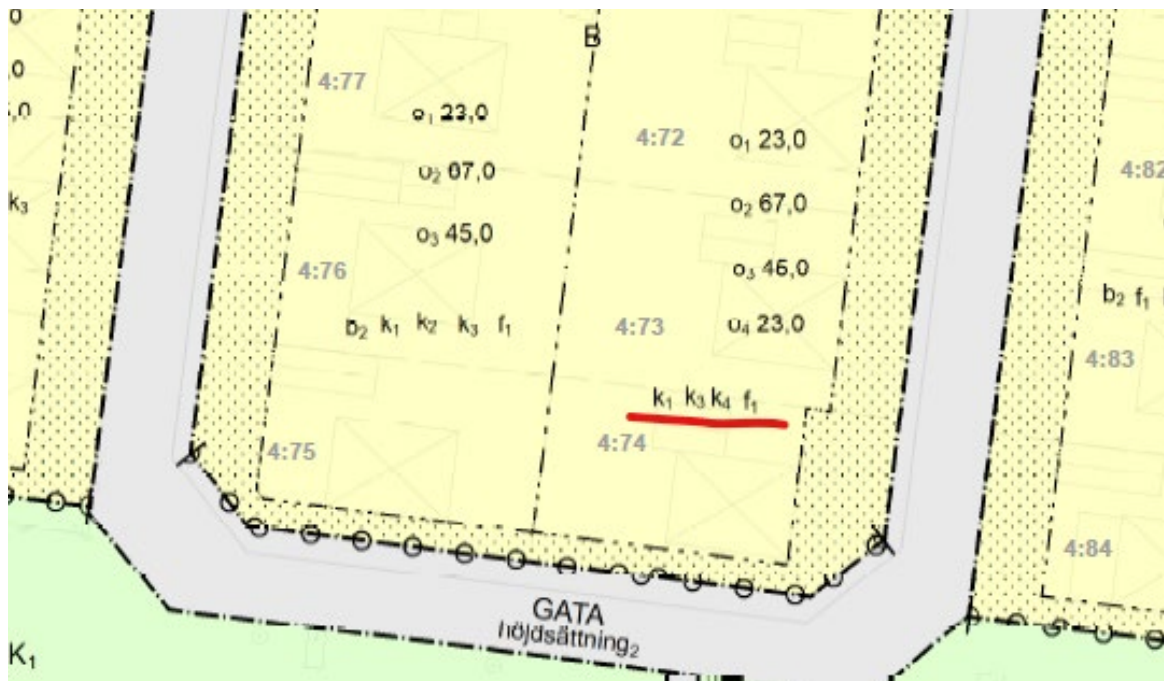 B
4:77
o₁ 23,0
4:72
o₁ 23,0
o₂ 67,0
4:82
k₃
o₂ 67,0
o₃ 45,0
4:76
o₃ 46,0
b₂ f₁
b₂ k₁ k₂ k₃ f₁
4:73
o₄ 23,0
4:83
k₁ k₃ k₄ f₁
4:75
4:74
4:84
GATA
höjdsättning₂
K₁